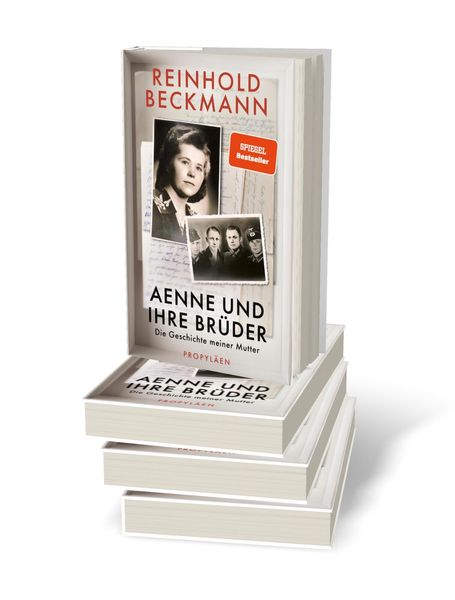 REINHOLD
BECKMANN
SPIEGEL
Bestseller
AENNE UND
IHRE BRÜDER
Die Geschichte meiner Mutter
PROPYLÄEN
AENNE UND
IHRE BRÜDER
Die Geschichte meiner Mutter
PROPYLÄEN
PROPYLÄEN